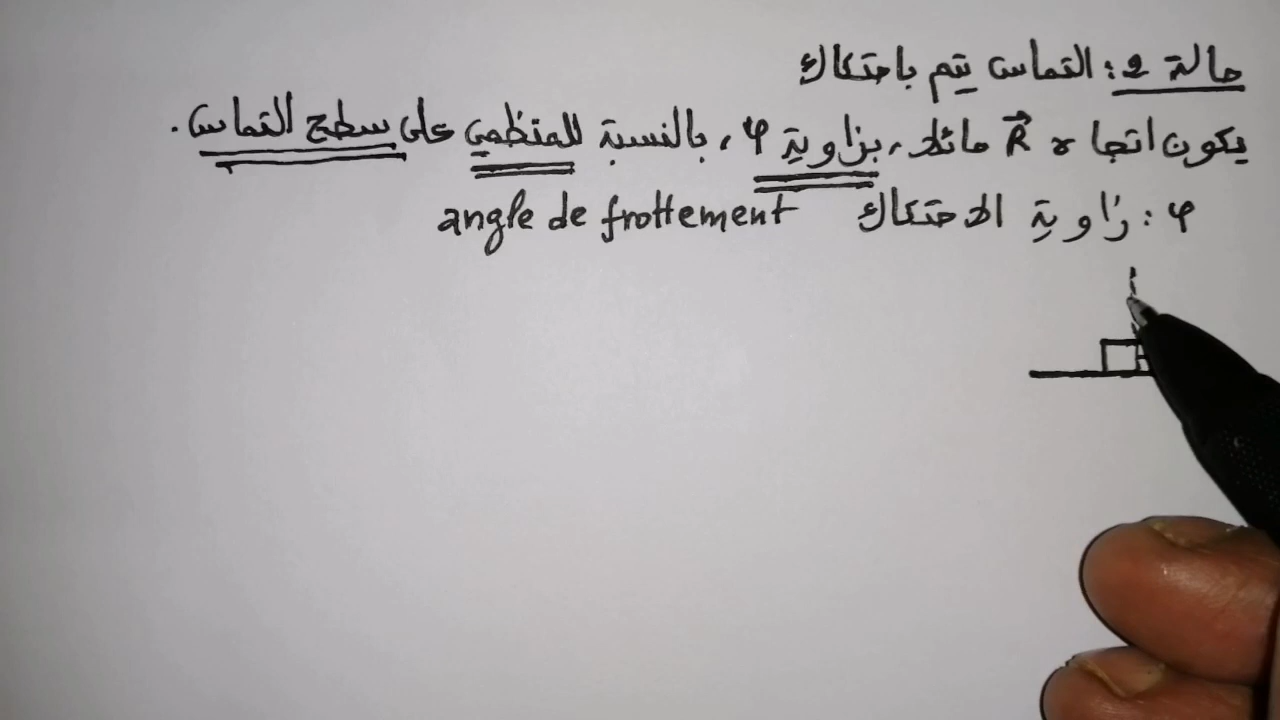 حالة 2: التماس يتم باحتكاك
يكون اتجاه R⃗ مائلا، بزاوية φ، بالنسبة للمنظمي على سطح التماس.
φ: زاوية الاحتكاك angle de frottement